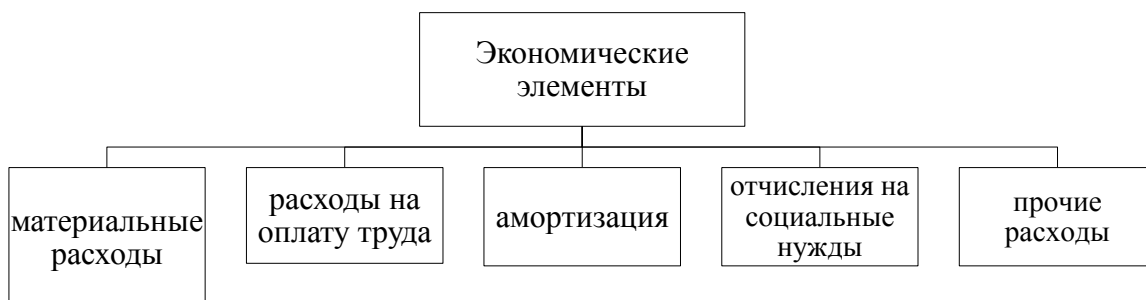 Экономические
элементы
материальные
расходы
расходы на
оплату труда
амортизация
отчисления на
социальные
нужды
прочие
расходы